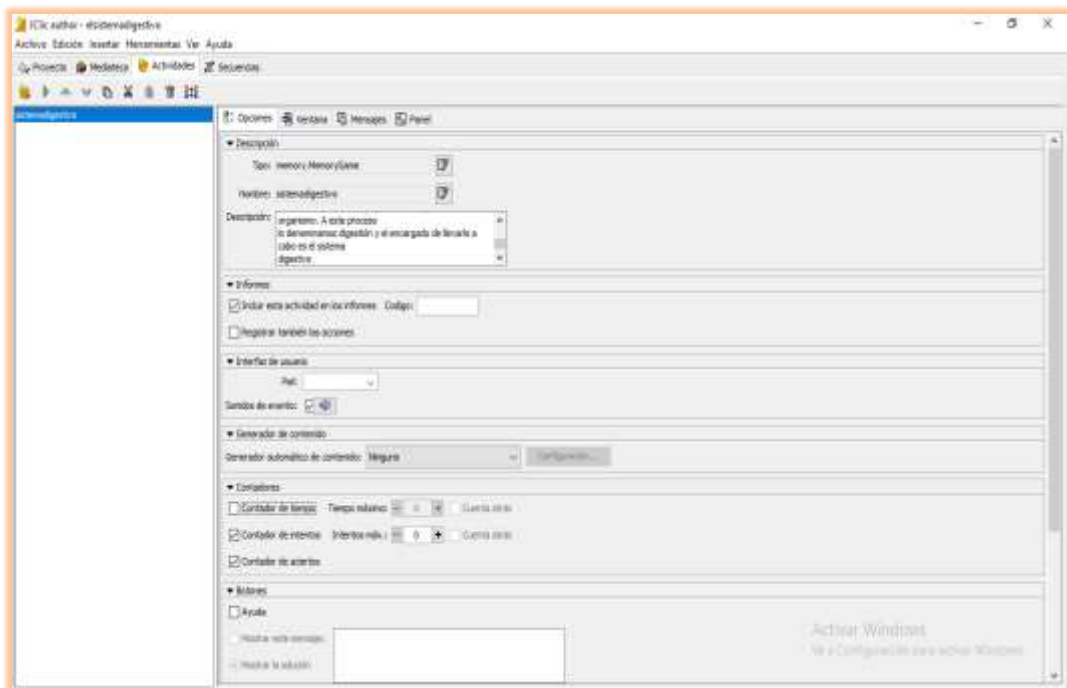 JClic author - elsistemadigestivo
Archivo Edición Insertar Herramientas Ver Ayuda
Proyecto Mediateca Actividades Secuencias
sistemadigestivo
Opciones Ventana Mensajes Panel
Descripción
Tipo: memory.MemoryGame
Nombre: sistemadigestivo
Descripción: organismo. A este proceso
lo denominamos digestión y el encargado de llevarlo a
cabo es el sistema
digestivo
Informes
Incluir esta actividad en los informes Código:
Registrar también las acciones
Interfaz de usuario
Piel:
Sonidos de evento:
Generador de contenido
Generador automático de contenido: Ninguno Configuración...
Contadores
Contador de tiempo Tiempo máximo: 0 Cuenta atrás
Contador de intentos Intentos máx.: 0 Cuenta atrás
Contador de aciertos
Botones
Ayuda
Mostrar este mensaje:
Mostrar la solución
Activar Windows
Ve a Configuración para activar Windows.